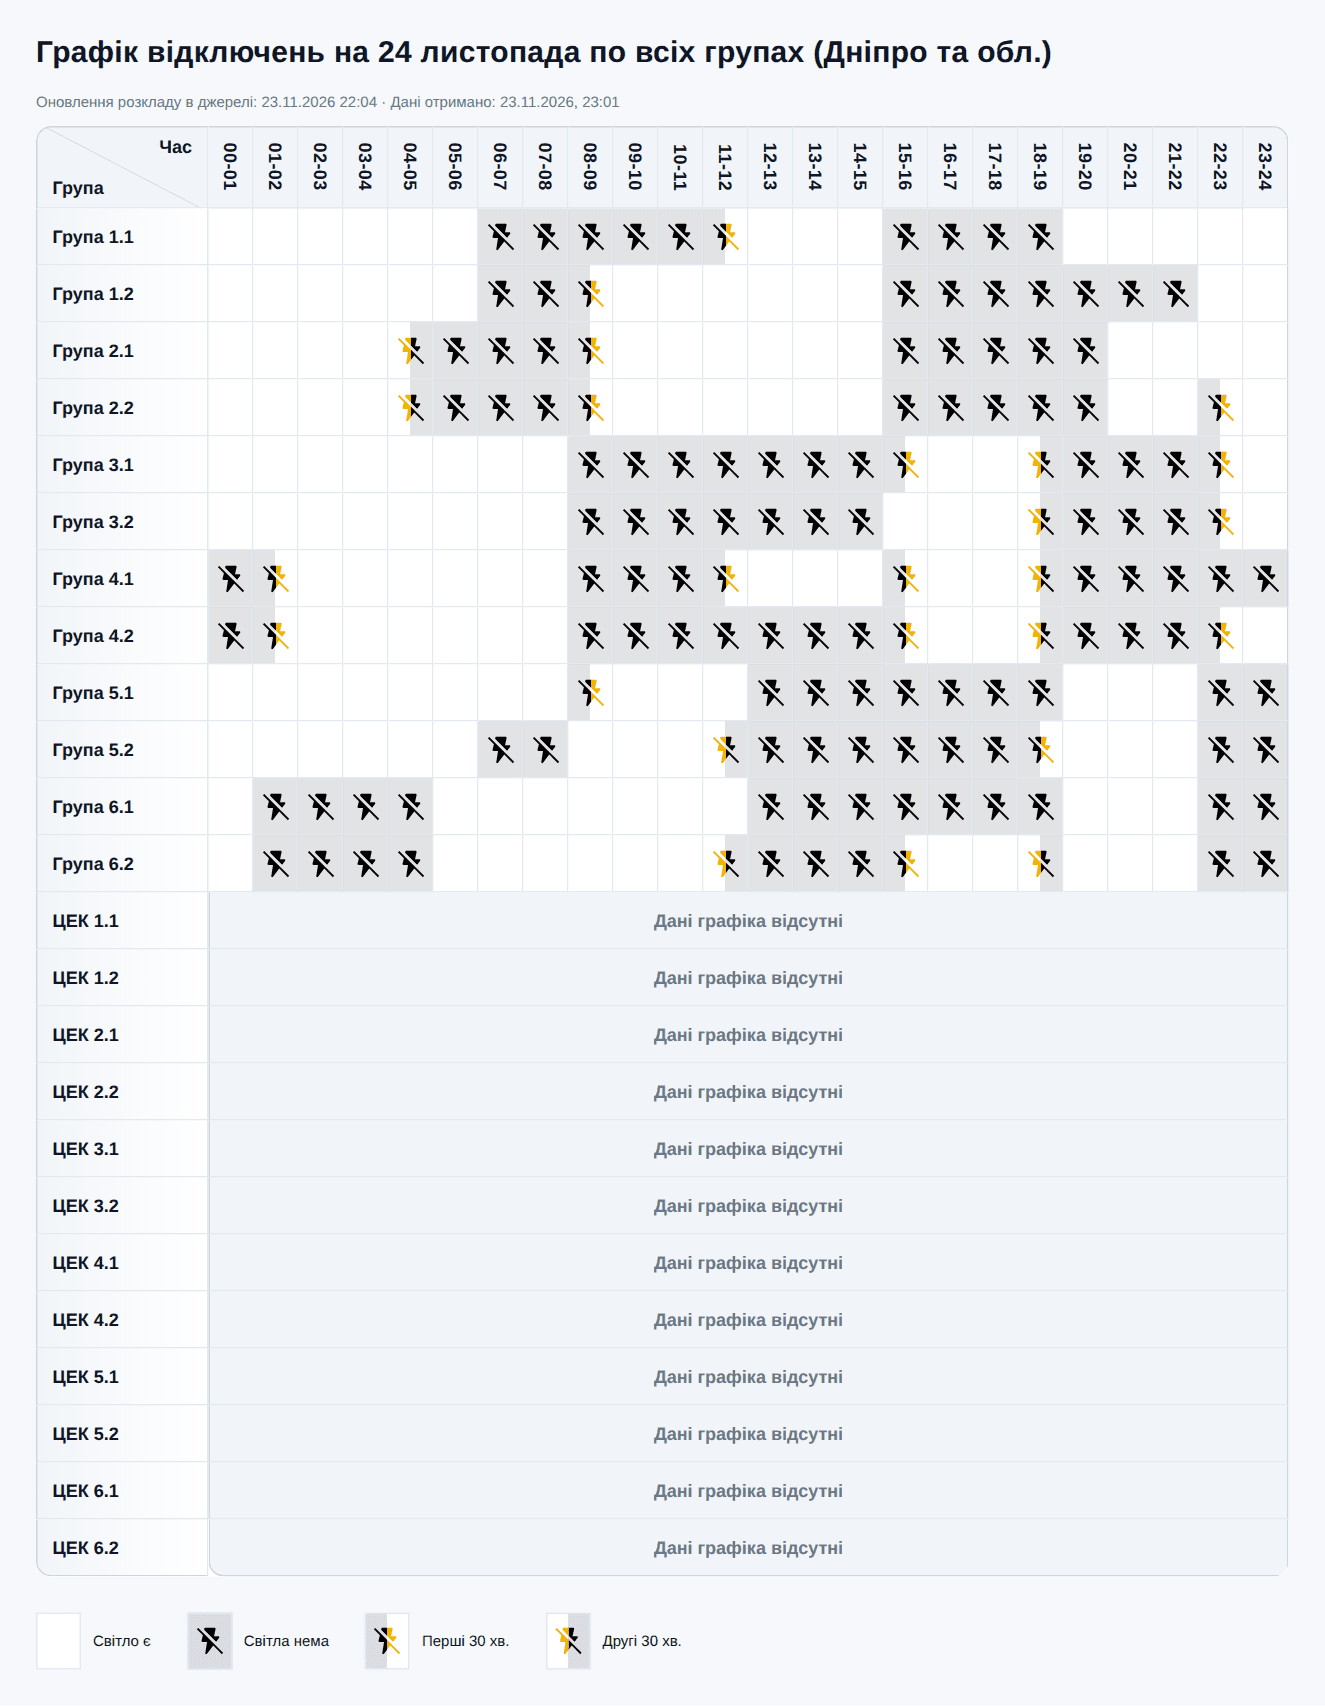 Графік відключень на 24 листопада по всіх групах (Дніпро та обл.)
Оновлення розкладу в джерелі: 23.11.2026 22:04 · Дані отримано: 23.11.2026, 23:01
Час
Група
00-01 01-02 02-03 03-04 04-05 05-06 06-07 07-08 08-09 09-10 10-11 11-12 12-13 13-14 14-15 15-16 16-17 17-18 18-19 19-20 20-21 21-22 22-23 23-24
Група 1.1
Група 1.2
Група 2.1
Група 2.2
Група 3.1
Група 3.2
Група 4.1
Група 4.2
Група 5.1
Група 5.2
Група 6.1
Група 6.2
ЦЕК 1.1 Дані графіка відсутні
ЦЕК 1.2 Дані графіка відсутні
ЦЕК 2.1 Дані графіка відсутні
ЦЕК 2.2 Дані графіка відсутні
ЦЕК 3.1 Дані графіка відсутні
ЦЕК 3.2 Дані графіка відсутні
ЦЕК 4.1 Дані графіка відсутні
ЦЕК 4.2 Дані графіка відсутні
ЦЕК 5.1 Дані графіка відсутні
ЦЕК 5.2 Дані графіка відсутні
ЦЕК 6.1 Дані графіка відсутні
ЦЕК 6.2 Дані графіка відсутні
Світло є Світла нема Перші 30 хв. Другі 30 хв.